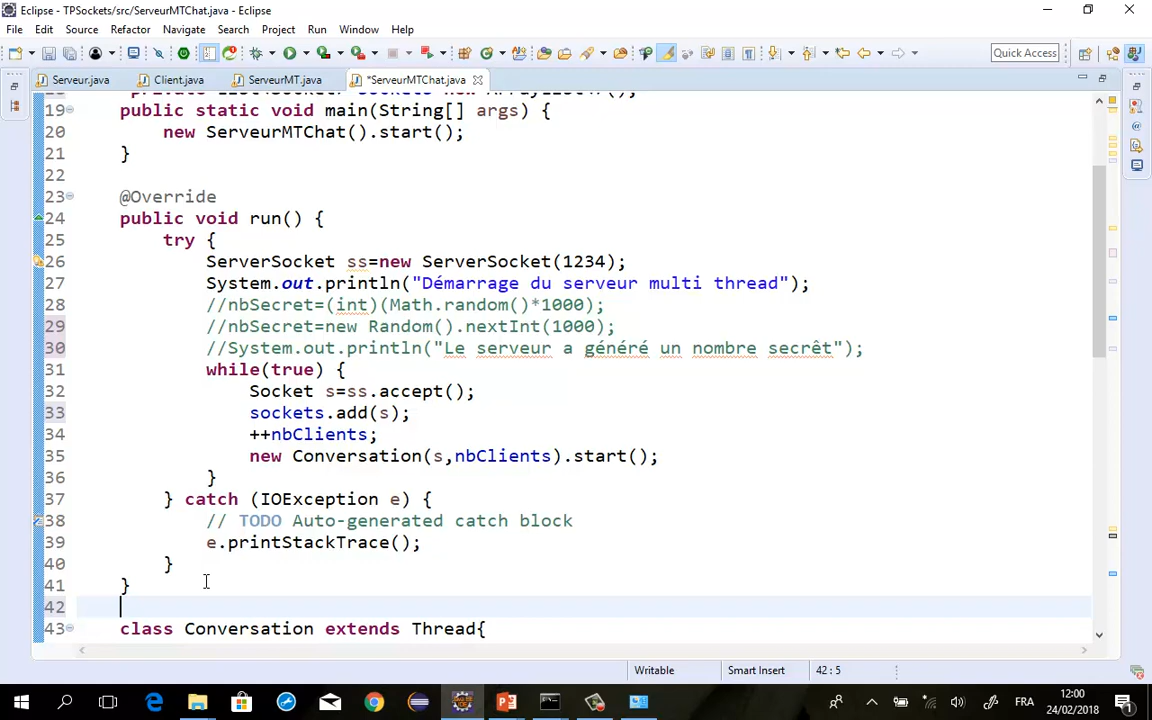 Eclipse - TPSockets/src/ServeurMTChat.java - Eclipse
File Edit Source Refactor Navigate Search Project Run Window Help
Quick Access
Serveur.java Client.java ServeurMT.java *ServeurMTChat.java
19 public static void main(String[] args) {
20 new ServeurMTChat().start();
21 }
22
23 @Override
24 public void run() {
25 try {
26 ServerSocket ss=new ServerSocket(1234);
27 System.out.println("Démarrage du serveur multi thread");
28 //nbSecret=(int)(Math.random()*1000);
29 //nbSecret=new Random().nextInt(1000);
30 //System.out.println("Le serveur a généré un nombre secrêt");
31 while(true) {
32 Socket s=ss.accept();
33 sockets.add(s);
34 ++nbClients;
35 new Conversation(s,nbClients).start();
36 }
37 } catch (IOException e) {
38 // TODO Auto-generated catch block
39 e.printStackTrace();
40 }
41 }
42
43 class Conversation extends Thread{
Writable Smart Insert 42 : 5
FRA 12:00
24/02/2018